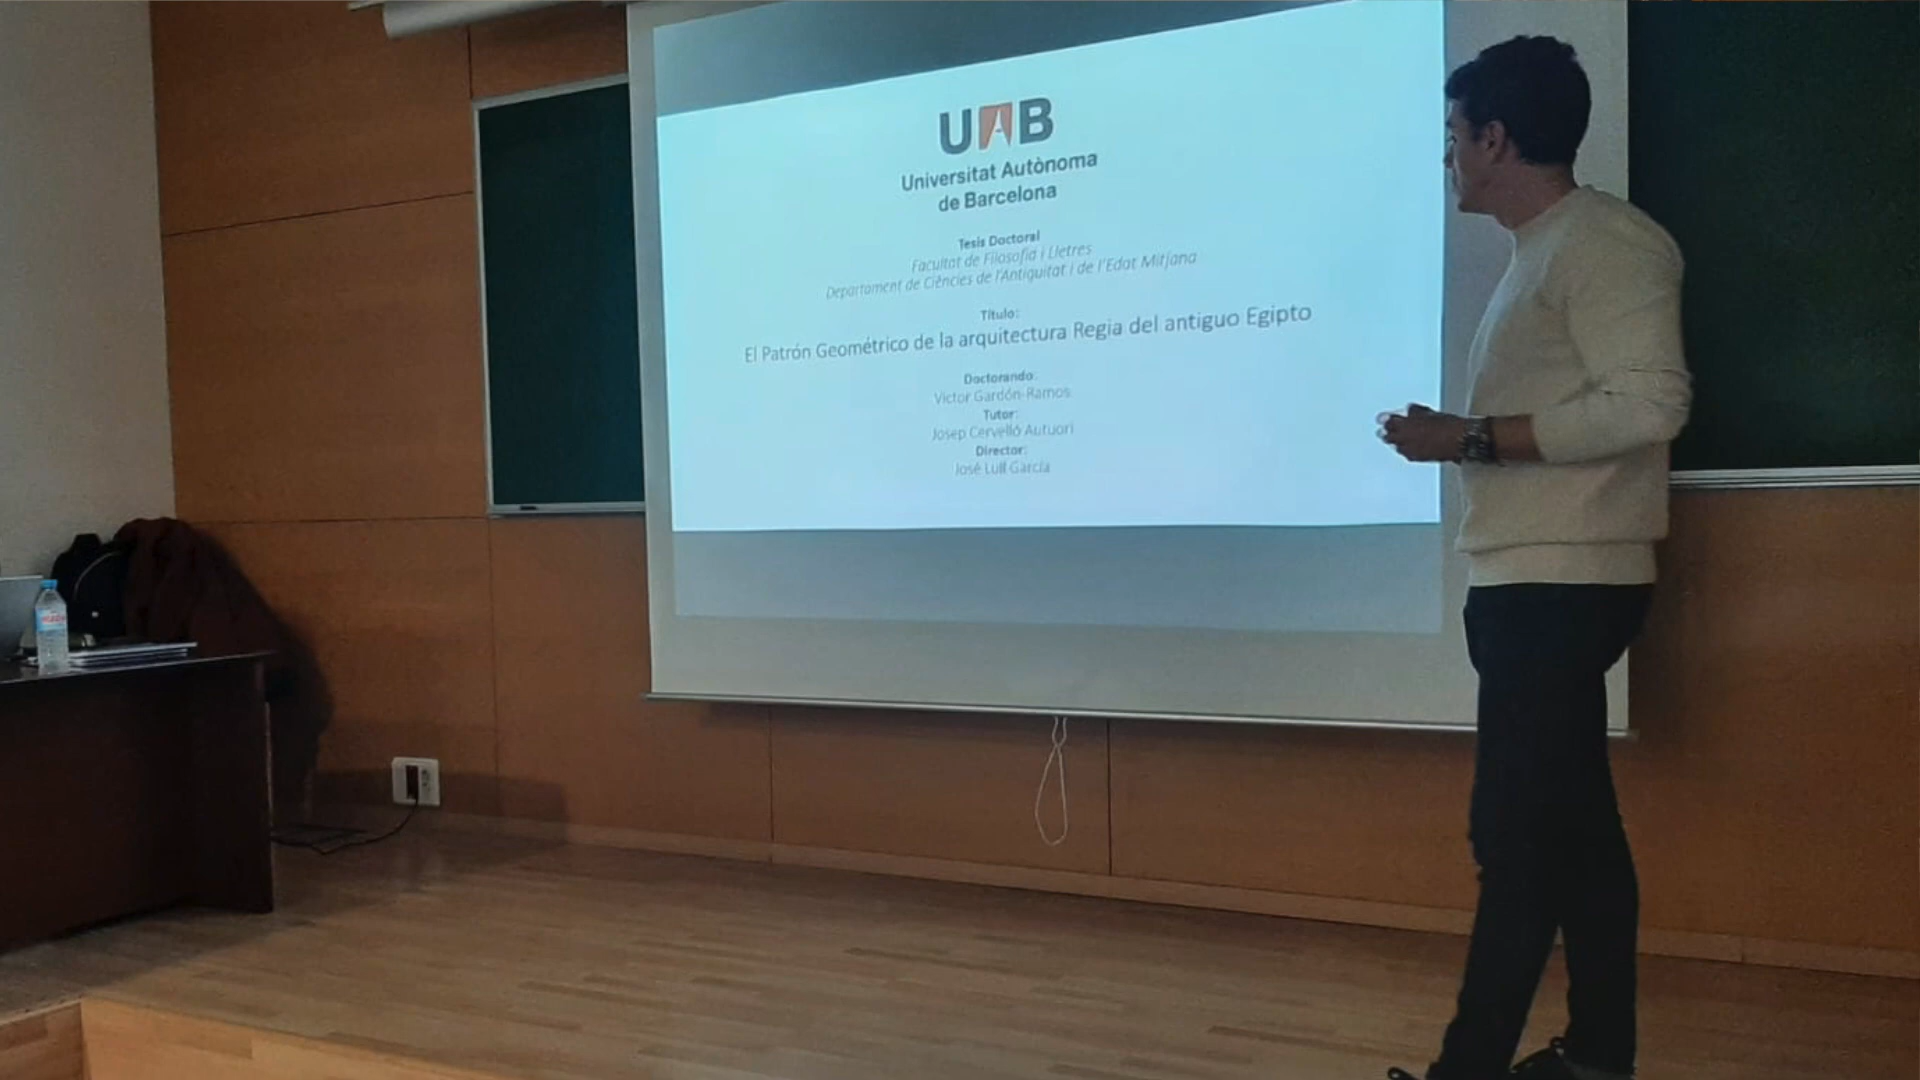 UAB
Universitat Autònoma
de Barcelona
Tesis Doctoral
Facultat de Filosofia i Lletres
Departament de Ciències de l'Antiguitat i de l'Edat Mitjana
Título:
El Patrón Geométrico de la arquitectura Regia del antiguo Egipto
Doctorando:
Víctor Gardón-Ramos
Tutor:
Josep Cervelló Autuori
Director:
José Lull García